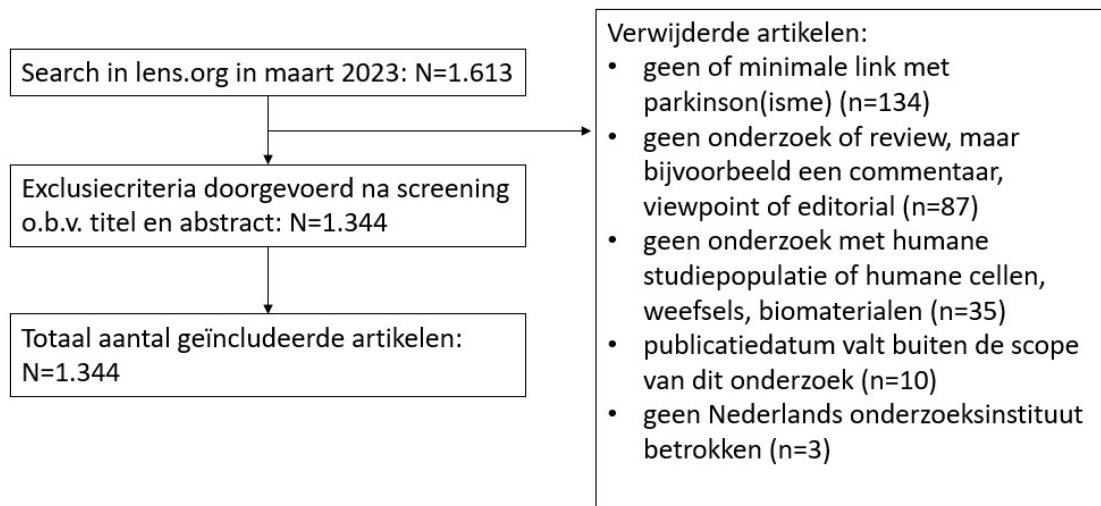 Search in lens.org in maart 2023: N=1.613
Exclusiecriteria doorgevoerd na screening
o.b.v. titel en abstract: N=1.344
Totaal aantal geïncludeerde artikelen:
N=1.344
Verwijderde artikelen:
• geen of minimale link met
parkinson(isme) (n=134)
• geen onderzoek of review, maar
bijvoorbeeld een commentaar,
viewpoint of editorial (n=87)
• geen onderzoek met humane
studiepopulatie of humane cellen,
weefsels, biomaterialen (n=35)
• publicatiedatum valt buiten de scope
van dit onderzoek (n=10)
• geen Nederlands onderzoeksinstituut
betrokken (n=3)